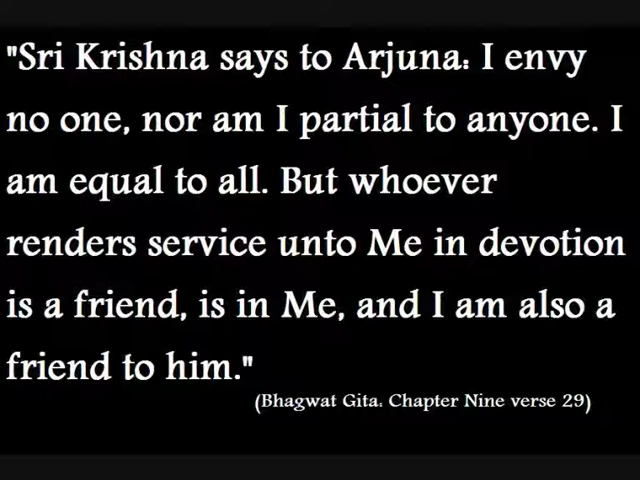 "Sri Krishna says to Arjuna: I envy
no one, nor am I partial to anyone. I
am equal to all. But whoever
renders service unto Me in devotion
is a friend, is in Me, and I am also a
friend to him."
(Bhagwat Gita: Chapter Nine verse 29)